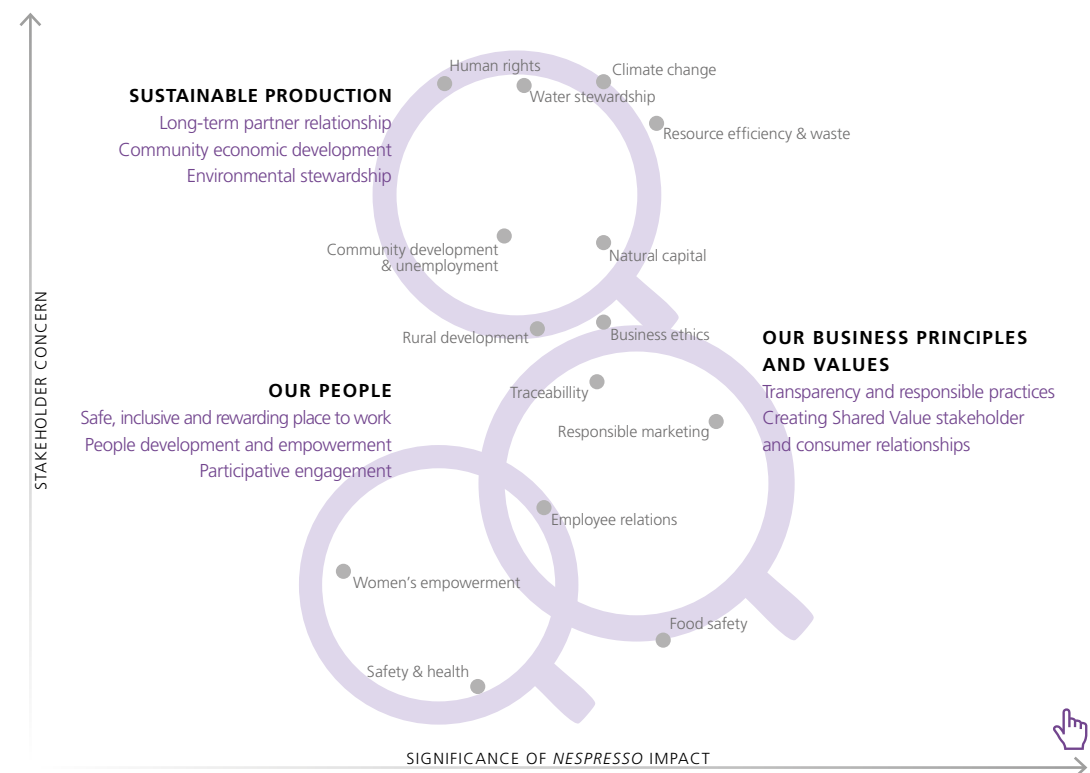 Human rights
Climate change
Water stewardship
Resource efficiency & waste
SUSTAINABLE PRODUCTION
Long-term partner relationship
Community economic development
Environmental stewardship
Community development
& unemployment
Natural capital
Rural development
Business ethics
OUR BUSINESS PRINCIPLES
AND VALUES
Transparency and responsible practices
Creating Shared Value stakeholder
and consumer relationships
Traceabillity
Responsible marketing
OUR PEOPLE
Safe, inclusive and rewarding place to work
People development and empowerment
Participative engagement
Employee relations
Women’s empowerment
Food safety
Safety & health
STAKEHOLDER CONCERN
SIGNIFICANCE OF NESPRESSO IMPACT